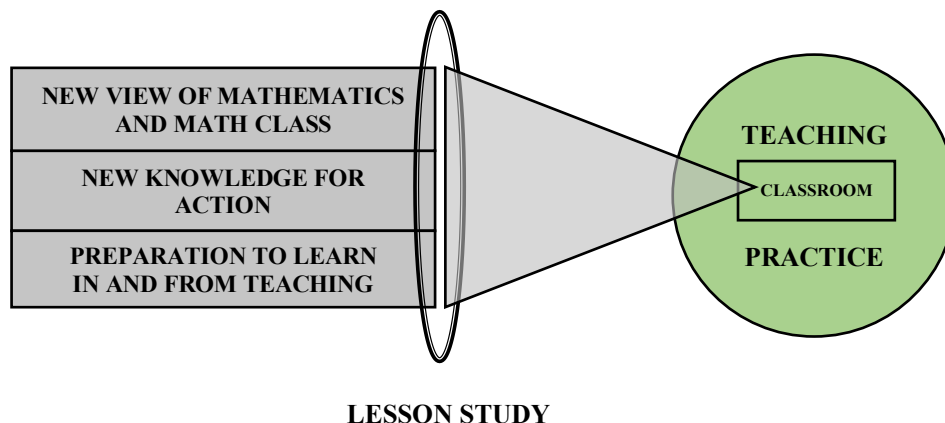 NEW VIEW OF MATHEMATICS
AND MATH CLASS
NEW KNOWLEDGE FOR
ACTION
PREPARATION TO LEARN
IN AND FROM TEACHING
TEACHING
CLASSROOM
PRACTICE
LESSON STUDY